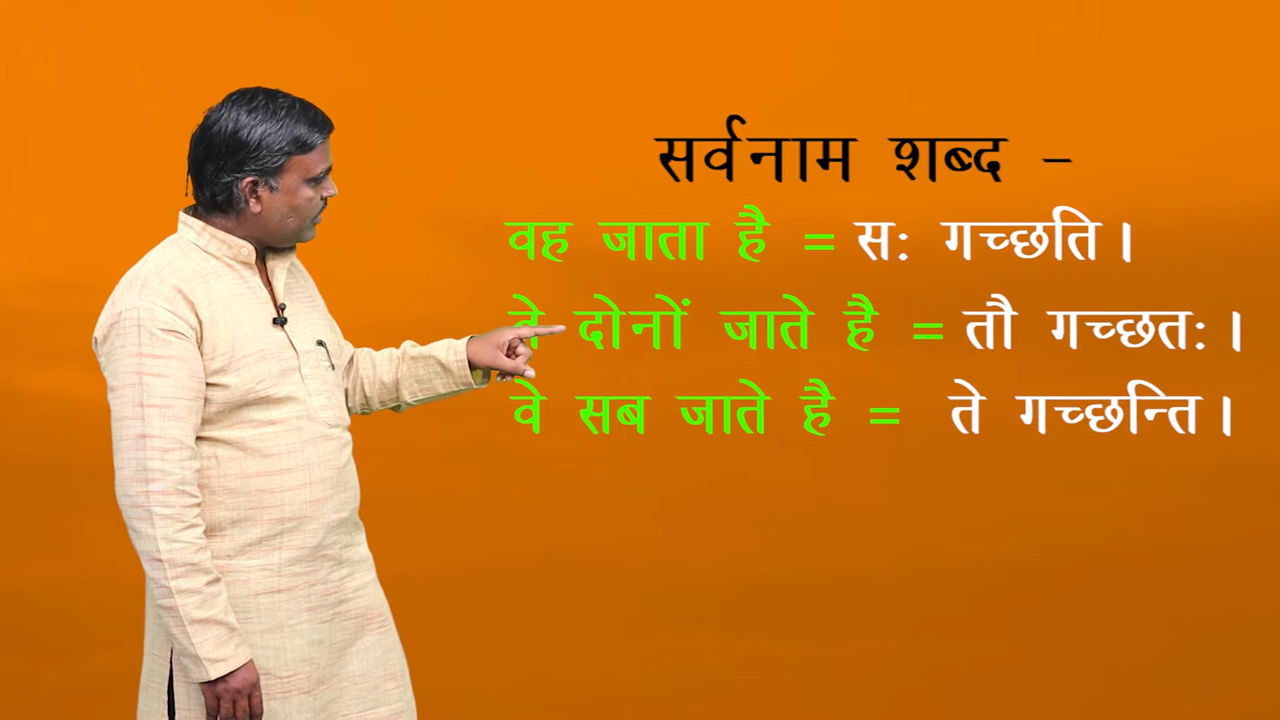 सर्वनाम शब्द -
वह जाता है = सः गच्छति।
दोनों जाते है = तौ गच्छतः।
वे सब जाते है = ते गच्छन्ति।